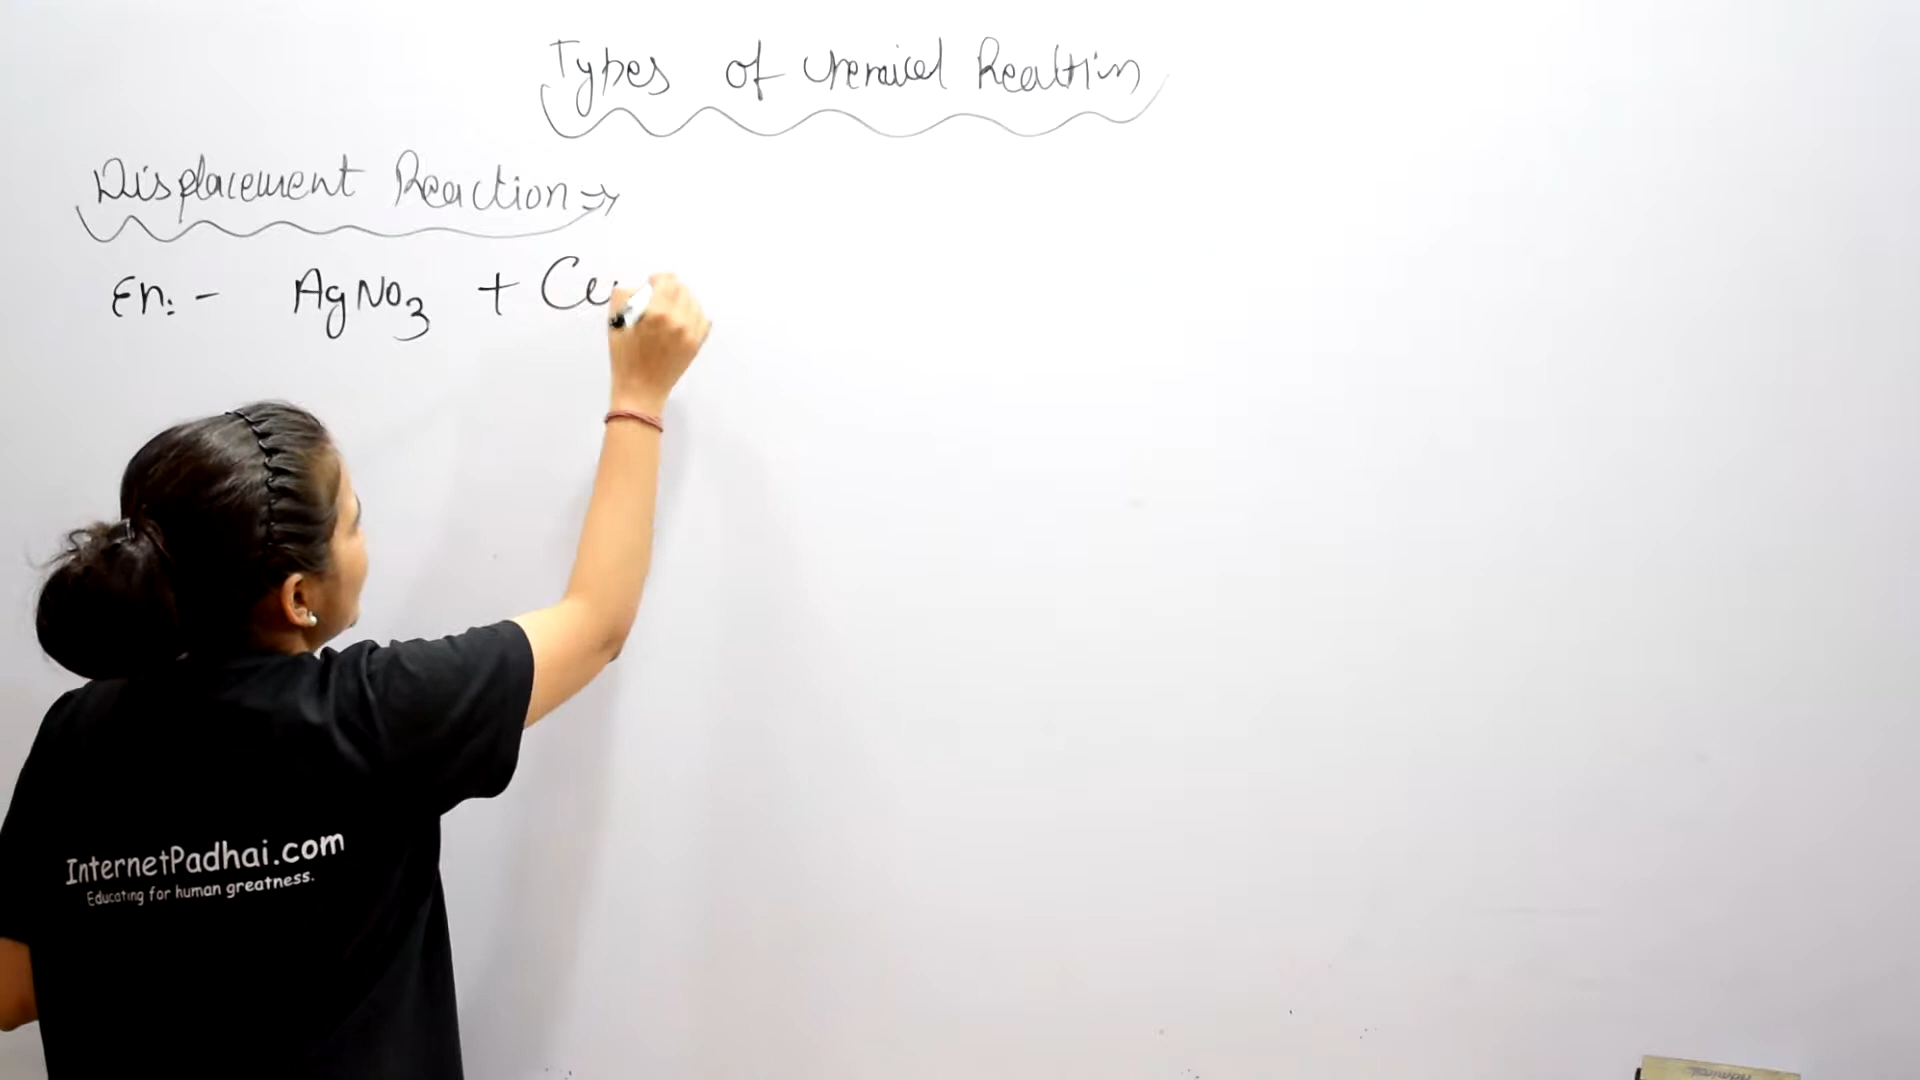 Types of Chemical Reaction
Displacement Reaction ⇒
Ex: - AgNO3 + Cu
InternetPadhai.com
Educating for human greatness.